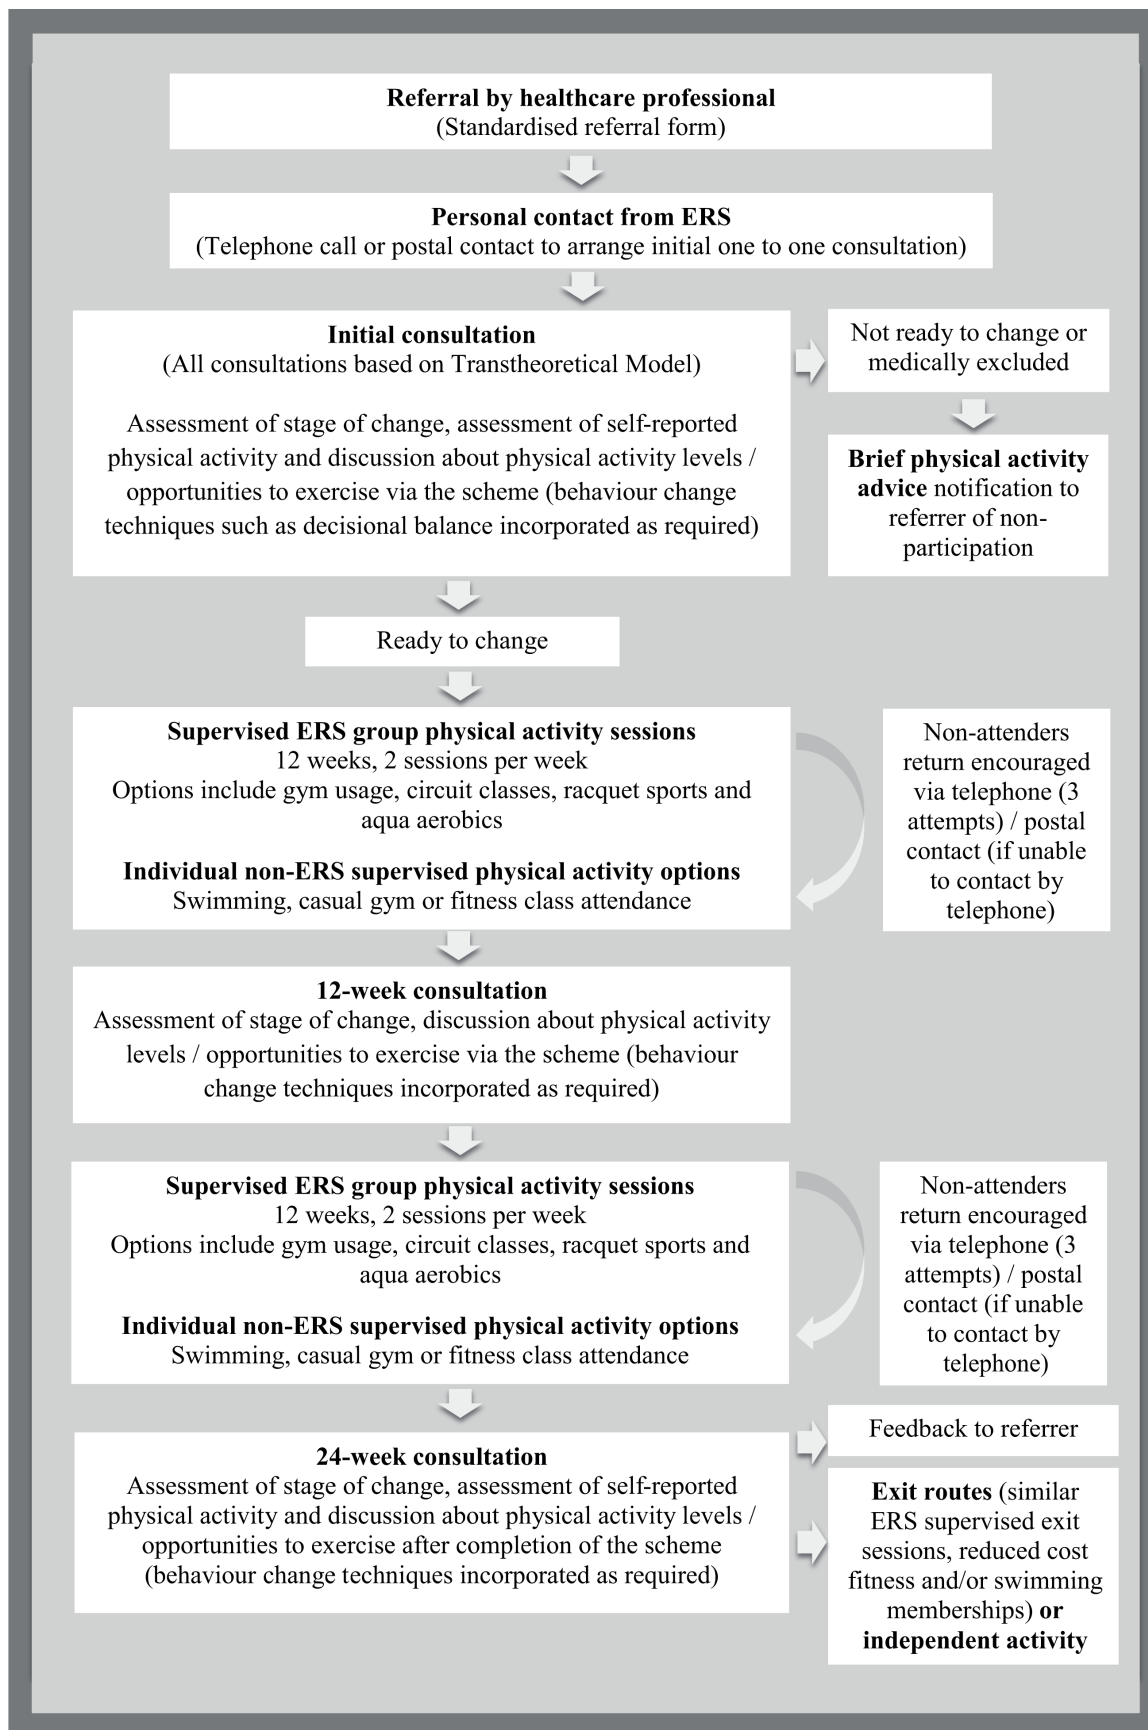 Referral by healthcare professional
(Standardised referral form)
Personal contact from ERS
(Telephone call or postal contact to arrange initial one to one consultation)
Initial consultation
(All consultations based on Transtheoretical Model)
Assessment of stage of change, assessment of self-reported
physical activity and discussion about physical activity levels /
opportunities to exercise via the scheme (behaviour change
techniques such as decisional balance incorporated as required)
Not ready to change or
medically excluded
Brief physical activity
advice notification to
referrer of non-
participation
Ready to change
Supervised ERS group physical activity sessions
12 weeks, 2 sessions per week
Options include gym usage, circuit classes, racquet sports and
aqua aerobics
Individual non-ERS supervised physical activity options
Swimming, casual gym or fitness class attendance
Non-attenders
return encouraged
via telephone (3
attempts) / postal
contact (if unable
to contact by
telephone)
12-week consultation
Assessment of stage of change, discussion about physical activity
levels / opportunities to exercise via the scheme (behaviour
change techniques incorporated as required)
Supervised ERS group physical activity sessions
12 weeks, 2 sessions per week
Options include gym usage, circuit classes, racquet sports and
aqua aerobics
Individual non-ERS supervised physical activity options
Swimming, casual gym or fitness class attendance
Non-attenders
return encouraged
via telephone (3
attempts) / postal
contact (if unable
to contact by
telephone)
24-week consultation
Assessment of stage of change, assessment of self-reported
physical activity and discussion about physical activity levels /
opportunities to exercise after completion of the scheme
(behaviour change techniques incorporated as required)
Feedback to referrer
Exit routes (similar
ERS supervised exit
sessions, reduced cost
fitness and/or swimming
memberships) or
independent activity